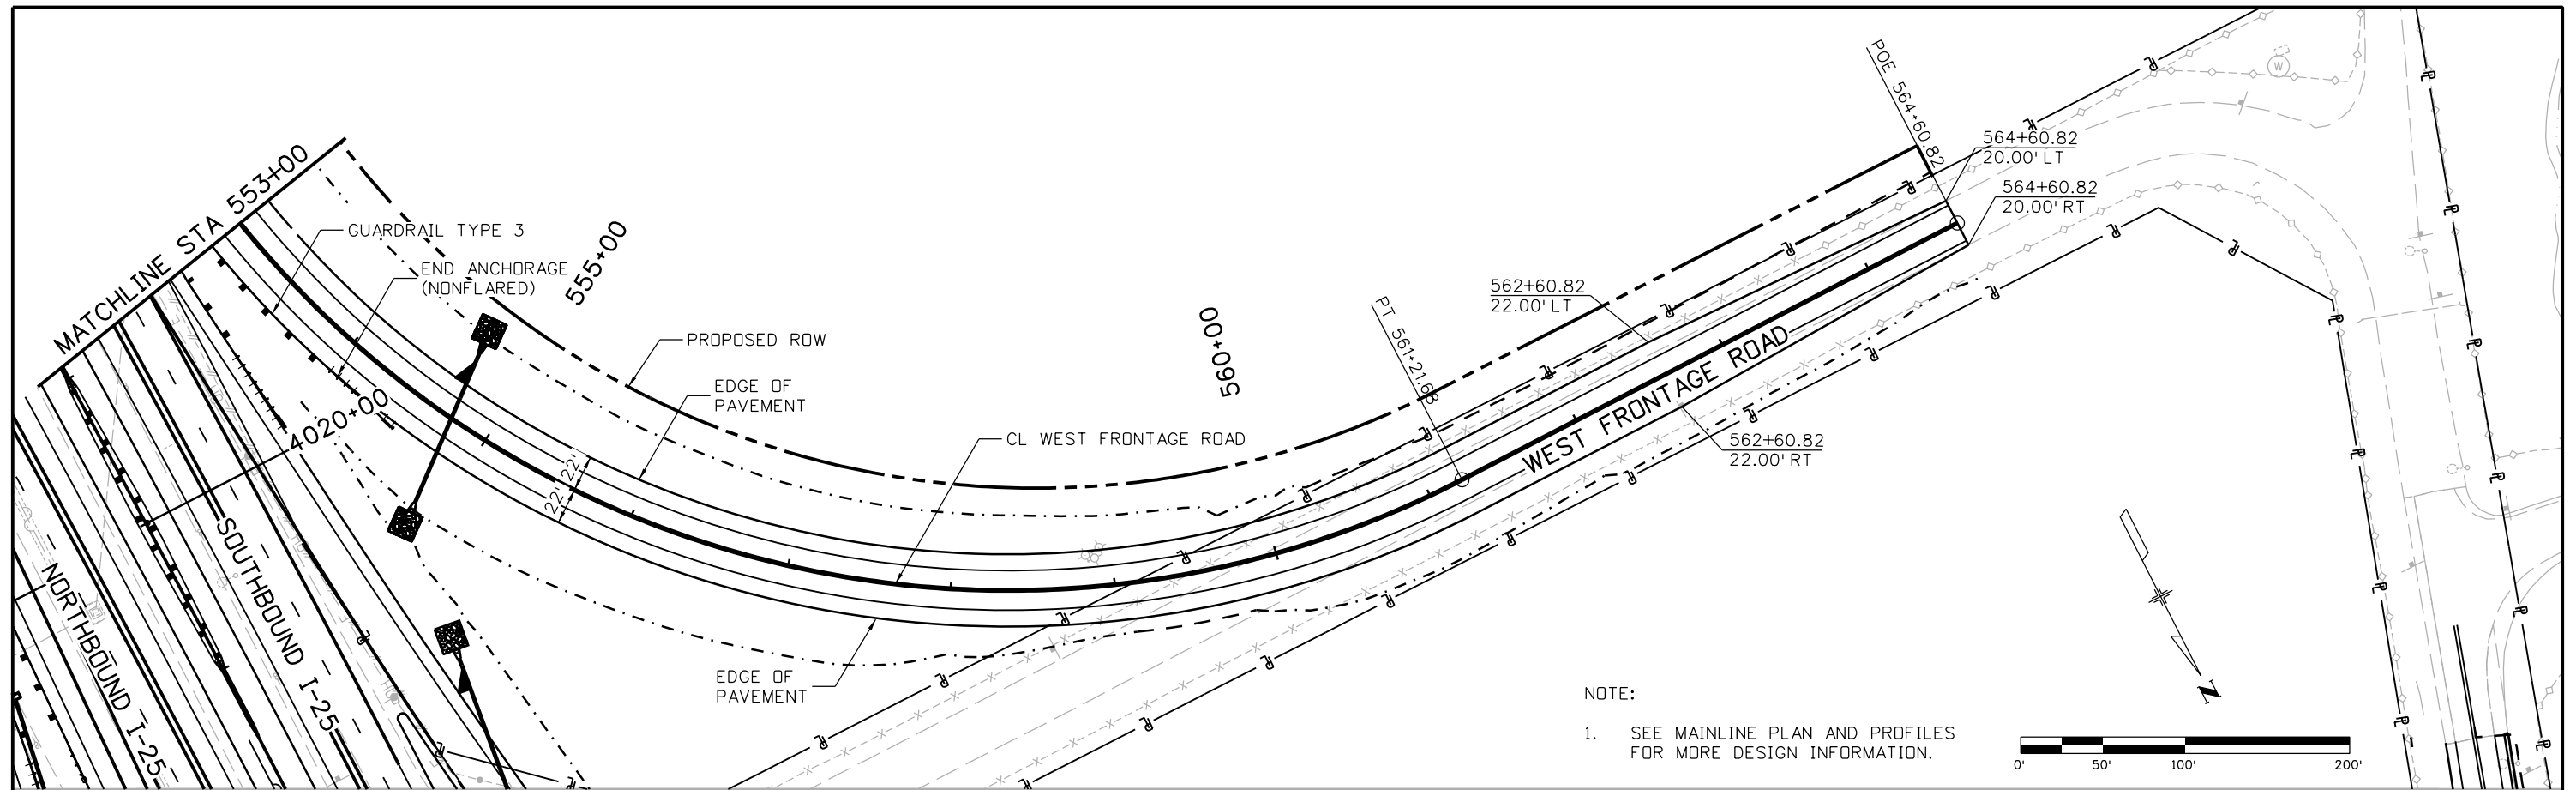 MATCHLINE STA 553+00
GUARDRAIL TYPE 3
END ANCHORAGE
(NONFLARED)
555+00
PROPOSED ROW
EDGE OF
PAVEMENT
4020+00
22' 22'
CL WEST FRONTAGE ROAD
560+00
PT 561+21.68
562+60.82
22.00' LT
POE 564+60.82
564+60.82
20.00' LT
564+60.82
20.00' RT
W
WEST FRONTAGE ROAD
562+60.82
22.00' RT
SOUTHBOUND I-25
NORTHBOUND I-25
EDGE OF
PAVEMENT
NOTE:
1. SEE MAINLINE PLAN AND PROFILES
FOR MORE DESIGN INFORMATION.
N
0' 50' 100' 200'